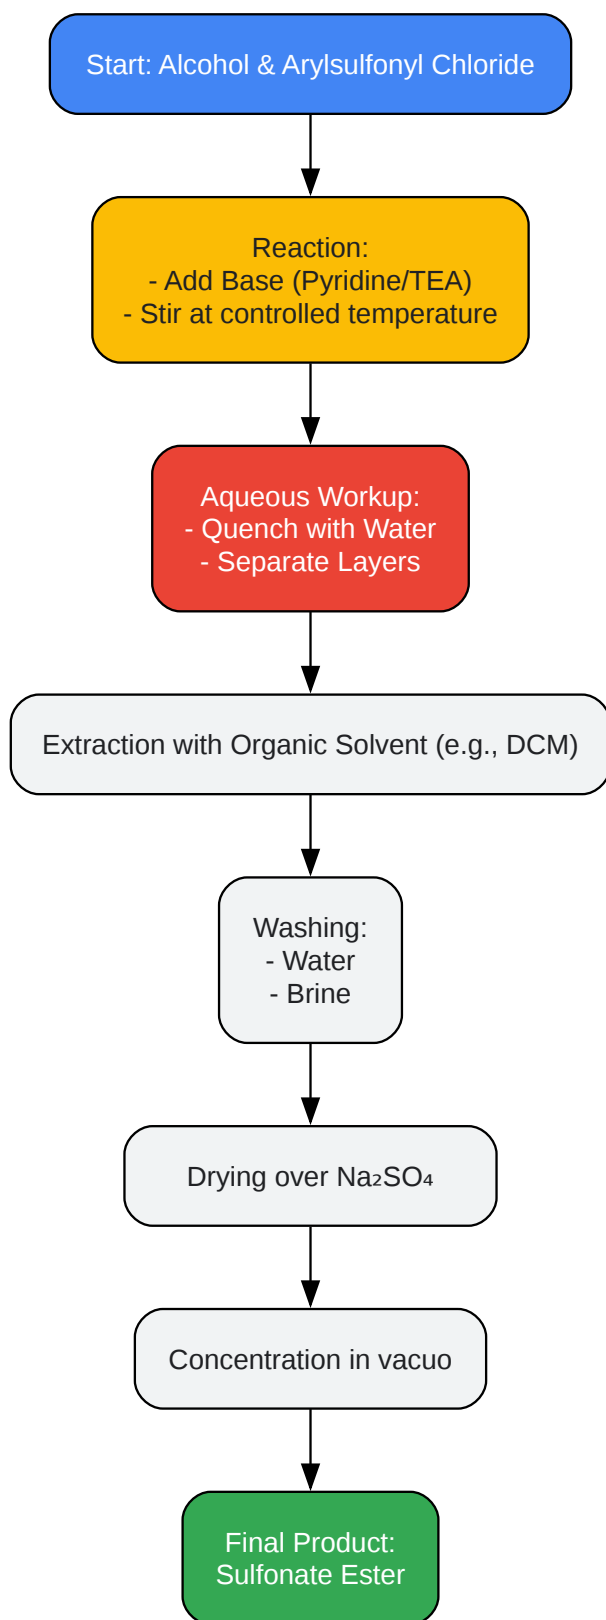 Start: Alcohol & Arylsulfonyl Chloride
Reaction:
- Add Base (Pyridine/TEA)
- Stir at controlled temperature
Aqueous Workup:
- Quench with Water
- Separate Layers
Extraction with Organic Solvent (e.g., DCM)
Washing:
- Water
- Brine
Drying over Na₂SO₄
Concentration in vacuo
Final Product:
Sulfonate Ester